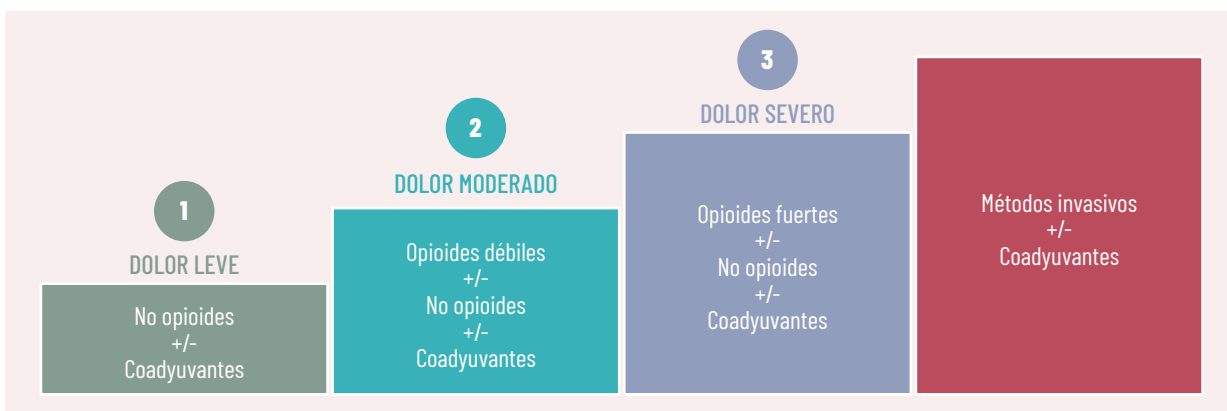 1
DOLOR LEVE
No opioides
+/-
Coadyuvantes
2
DOLOR MODERADO
Opioides débiles
+/-
No opioides
+/-
Coadyuvantes
3
DOLOR SEVERO
Opioides fuertes
+/-
No opioides
+/-
Coadyuvantes
Métodos invasivos
+/-
Coadyuvantes